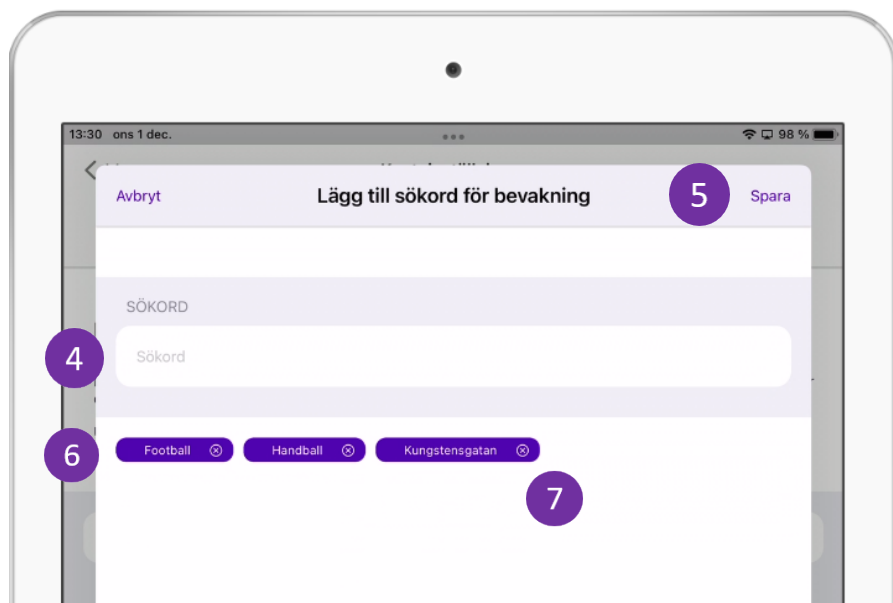 13:30 ons 1 dec.
98 %
Avbryt
Lägg till sökord för bevakning
5
Spara
SÖKORD
4
Sökord
6
Football
Handball
Kungstensgatan
7